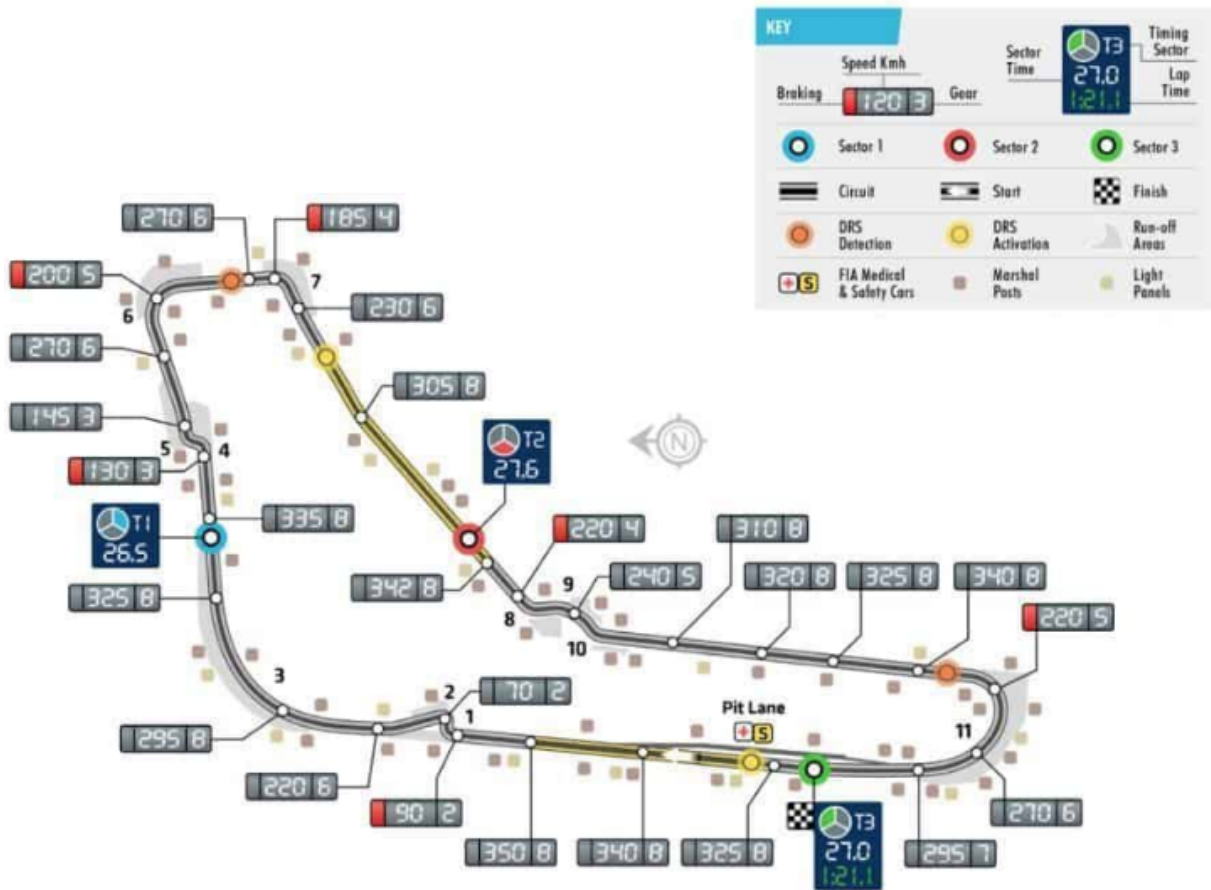 KEY
Speed Kmh
Braking
120 3
Gear
Sector Time
T3
27.0
1:21.1
Timing Sector
Lap Time
Sector 1
Sector 2
Sector 3
Circuit
Start
Finish
DRS Detection
DRS Activation
Run-off Areas
S
FIA Medical & Safety Cars
Marshal Posts
Light Panels
270 6
185 4
200 5
7
6
230 6
270 6
305 8
145 3
5
4
T2
27.6
N
130 3
T1
26.5
335 8
220 4
310 8
9
240 5
320 8
325 8
340 8
342 8
325 8
8
220 5
10
3
2
70 2
1
Pit Lane
S
11
295 8
220 6
90 2
270 6
350 8
340 8
325 8
T3
27.0
1:21.1
295 7